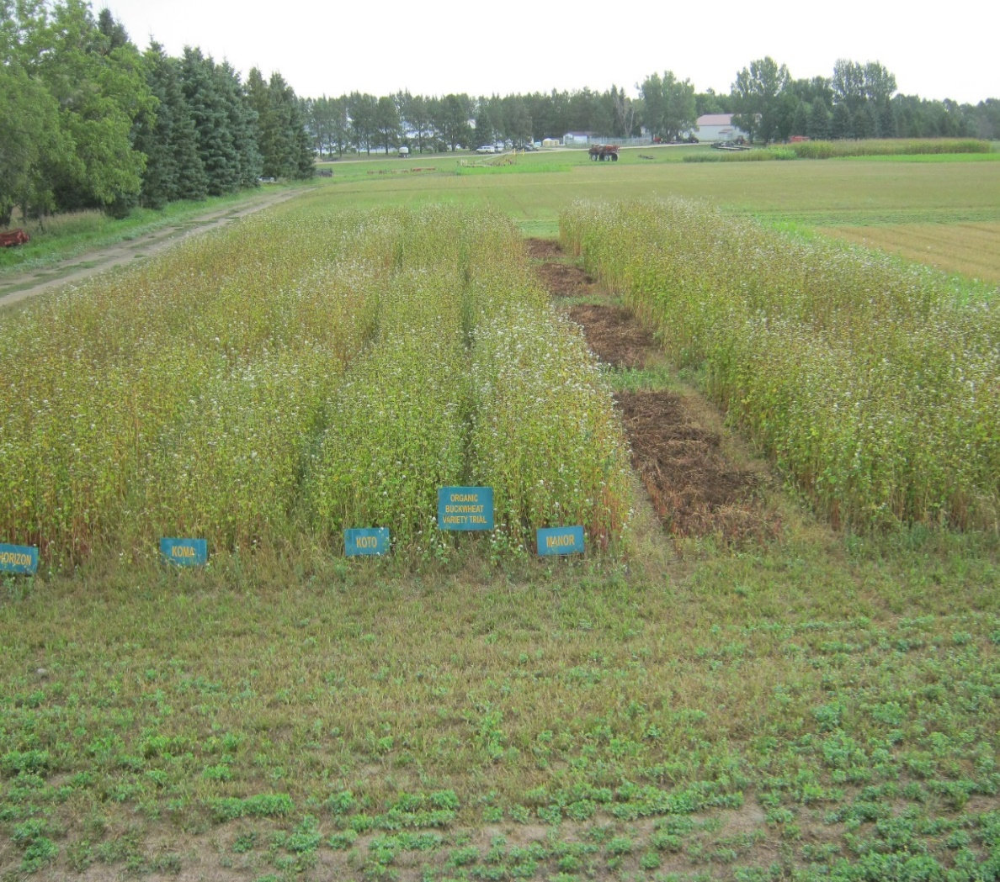 ORGANIC
BUCKWHEAT
VARIETY TRIAL
HORIZON
KOMA
KOTO
MANOR